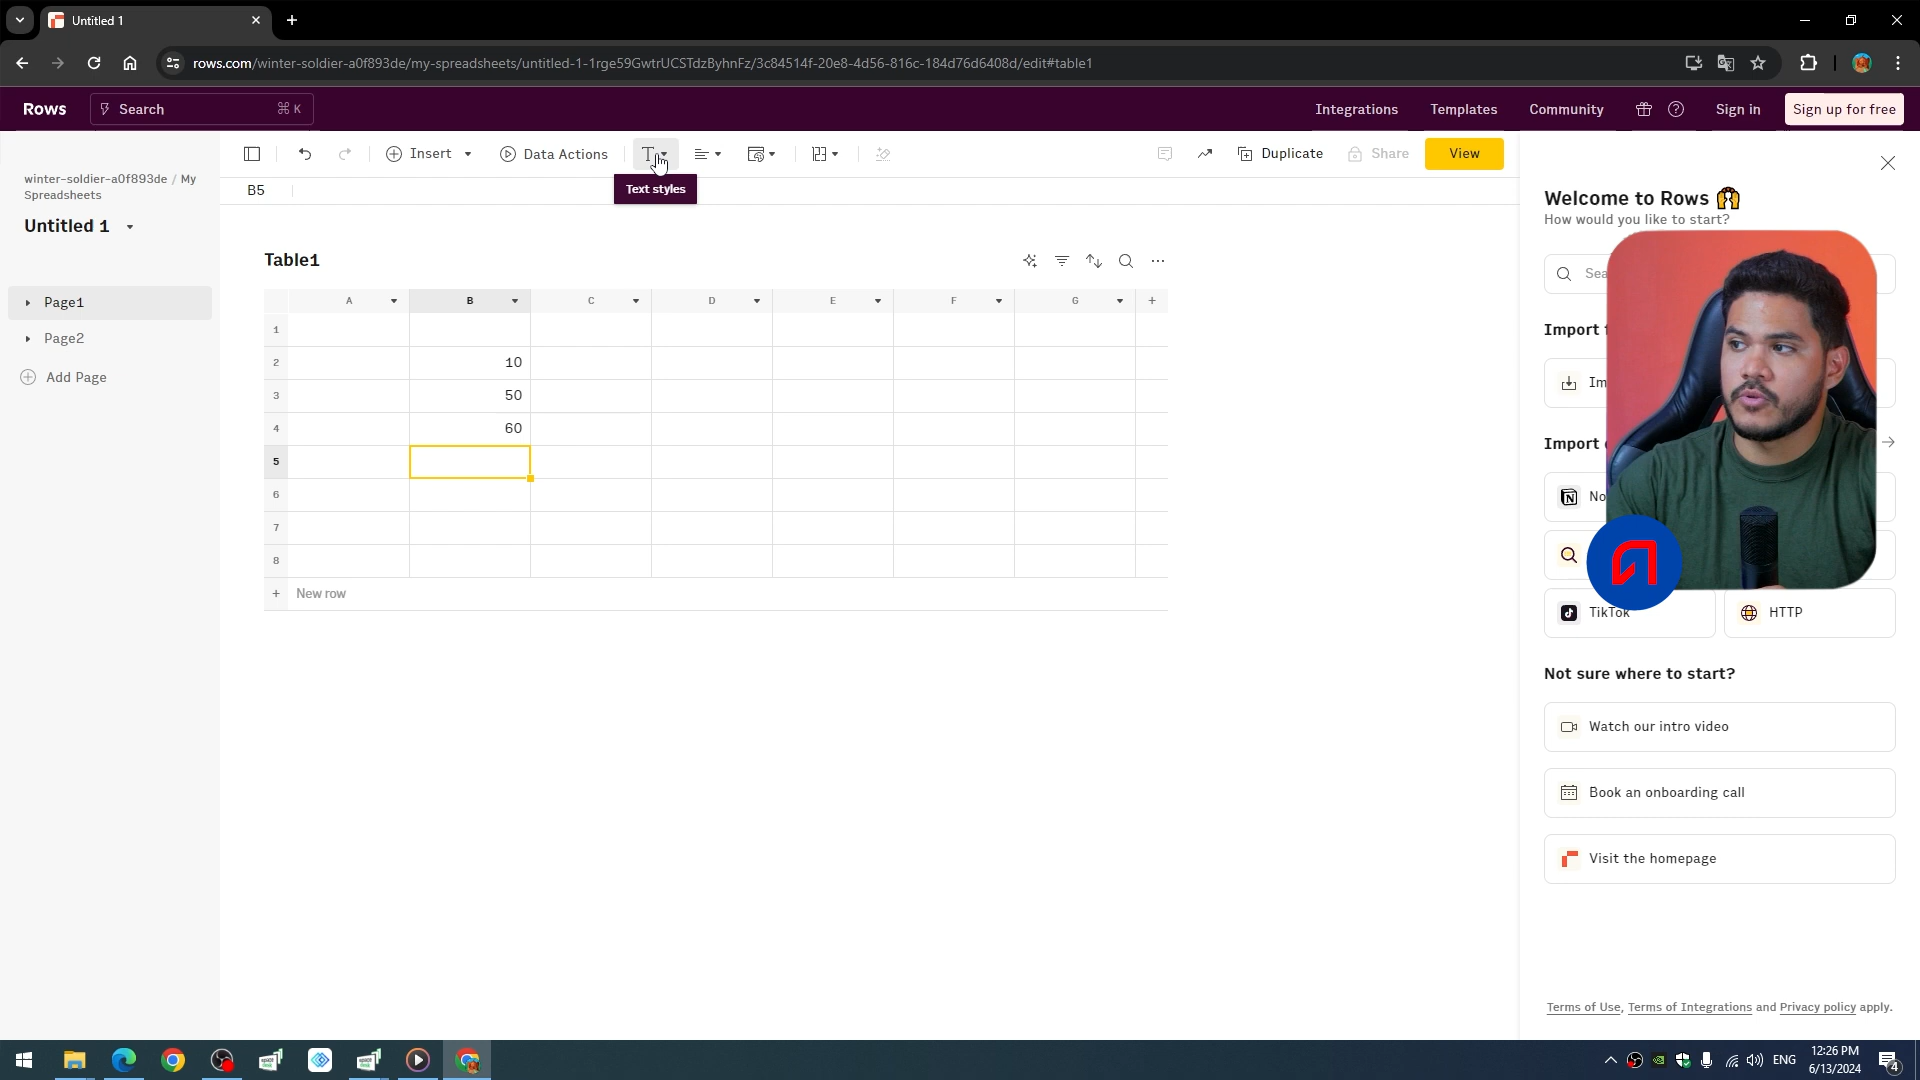 Untitled 1
rows.com/winter-soldier-a0f893de/my-spreadsheets/untitled-1-1rge59GwtrUCSTdzByhnFz/3c84514f-20e8-4d56-816c-184d76d6408d/edit#table1
Rows
Search
⌘ K
Integrations
Templates
Community
Sign in
Sign up for free
Insert
Data Actions
Duplicate
Share
View
B5
Text styles
winter-soldier-a0f893de / My
Spreadsheets
Untitled 1
Page1
Page2
Add Page
Table1
A B C D E F G
1
2 10
3 50
4 60
5
6
7
8
New row
Welcome to Rows
How would you like to start?
Import
TikTok
HTTP
Not sure where to start?
Watch our intro video
Book an onboarding call
Visit the homepage
Terms of Use, Terms of Integrations and Privacy policy apply.
ENG
12:26 PM
6/13/2024
4